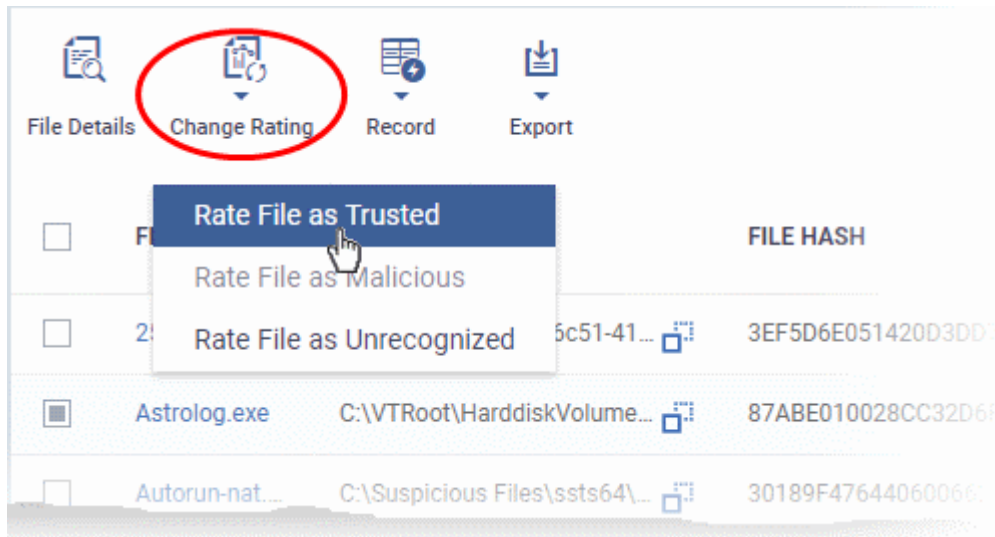 File Details Change Rating Record Export
Rate File as Trusted
FILE HASH
Rate File as Malicious
Rate File as Unrecognized
6c51-41... 3EF5D6E051420D3DD
Astrolog.exe C:\VTRoot\HarddiskVolume... 87ABE010028CC32D6
Autorun-nat.... C:\Suspicious Files\ssts64\... 30189F4764406006